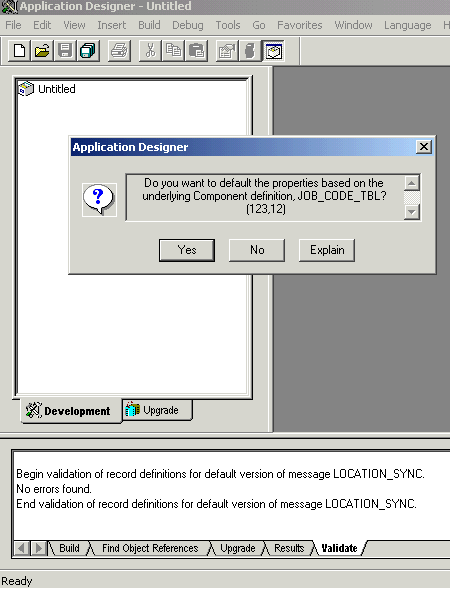 Application Designer - Untitled
File Edit View Insert Build Debug Tools Go Favorites Window Language H
Untitled
Application Designer
Do you want to default the properties based on the
underlying Component definition, JOB_CODE_TBL?
(123,12)
Yes No Explain
Development Upgrade
Begin validation of record definitions for default version of message LOCATION_SYNC.
No errors found.
End validation of record definitions for default version of message LOCATION_SYNC.
Build Find Object References Upgrade Results Validate
Ready